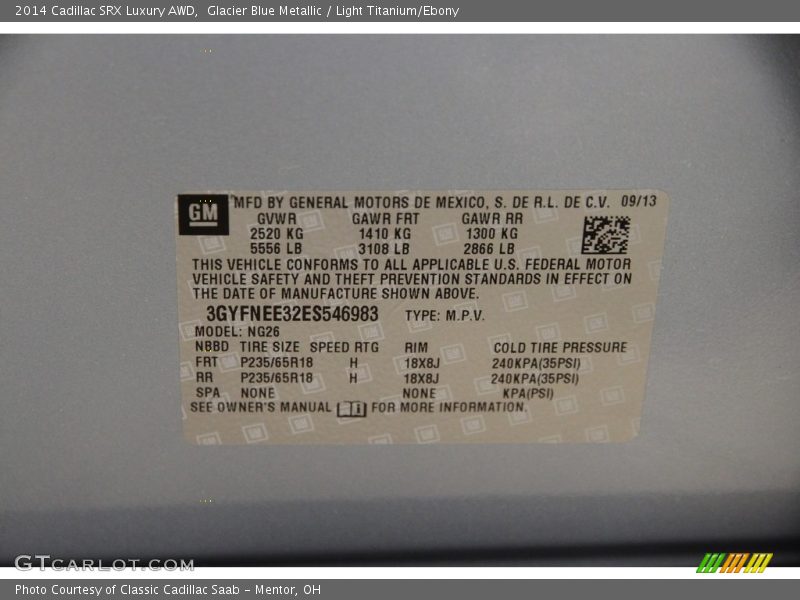 2014 Cadillac SRX Luxury AWD,  Glacier Blue Metallic / Light Titanium/Ebony
GM MFD BY GENERAL MOTORS DE MEXICO, S. DE R.L. DE C.V.  09/13
GVWR GAWR FRT GAWR RR
2520 KG 1410 KG 1300 KG
5556 LB 3108 LB 2866 LB
THIS VEHICLE CONFORMS TO ALL APPLICABLE U.S. FEDERAL MOTOR
VEHICLE SAFETY AND THEFT PREVENTION STANDARDS IN EFFECT ON
THE DATE OF MANUFACTURE SHOWN ABOVE.
3GYFNEE32ES546983 TYPE: M.P.V.
MODEL: NG26
NBBD TIRE SIZE SPEED RTG RIM COLD TIRE PRESSURE
FRT P235/65R18 H 18X8J 240KPA(35PSI)
RR P235/65R18 H 18X8J 240KPA(35PSI)
SPA NONE NONE KPA(PSI)
SEE OWNER'S MANUAL FOR MORE INFORMATION.
GTCARLOT.COM
Photo Courtesy of Classic Cadillac Saab - Mentor, OH